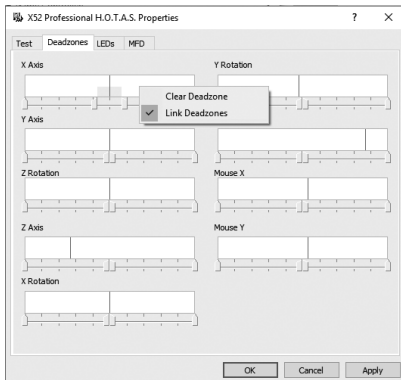 X52 Professional H.O.T.A.S. Properties
Test Deadzones LEDs MFD
X Axis
Y Rotation
Clear Deadzone
Link Deadzones
Y Axis
Z Rotation
Mouse X
Z Axis
Mouse Y
X Rotation
OK Cancel Apply